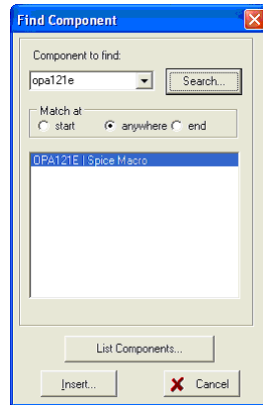 Find Component
Component to find:
opa121e
Search...
Match at
start anywhere end
OPA121E | Spice Macro
List Components...
Insert... Cancel